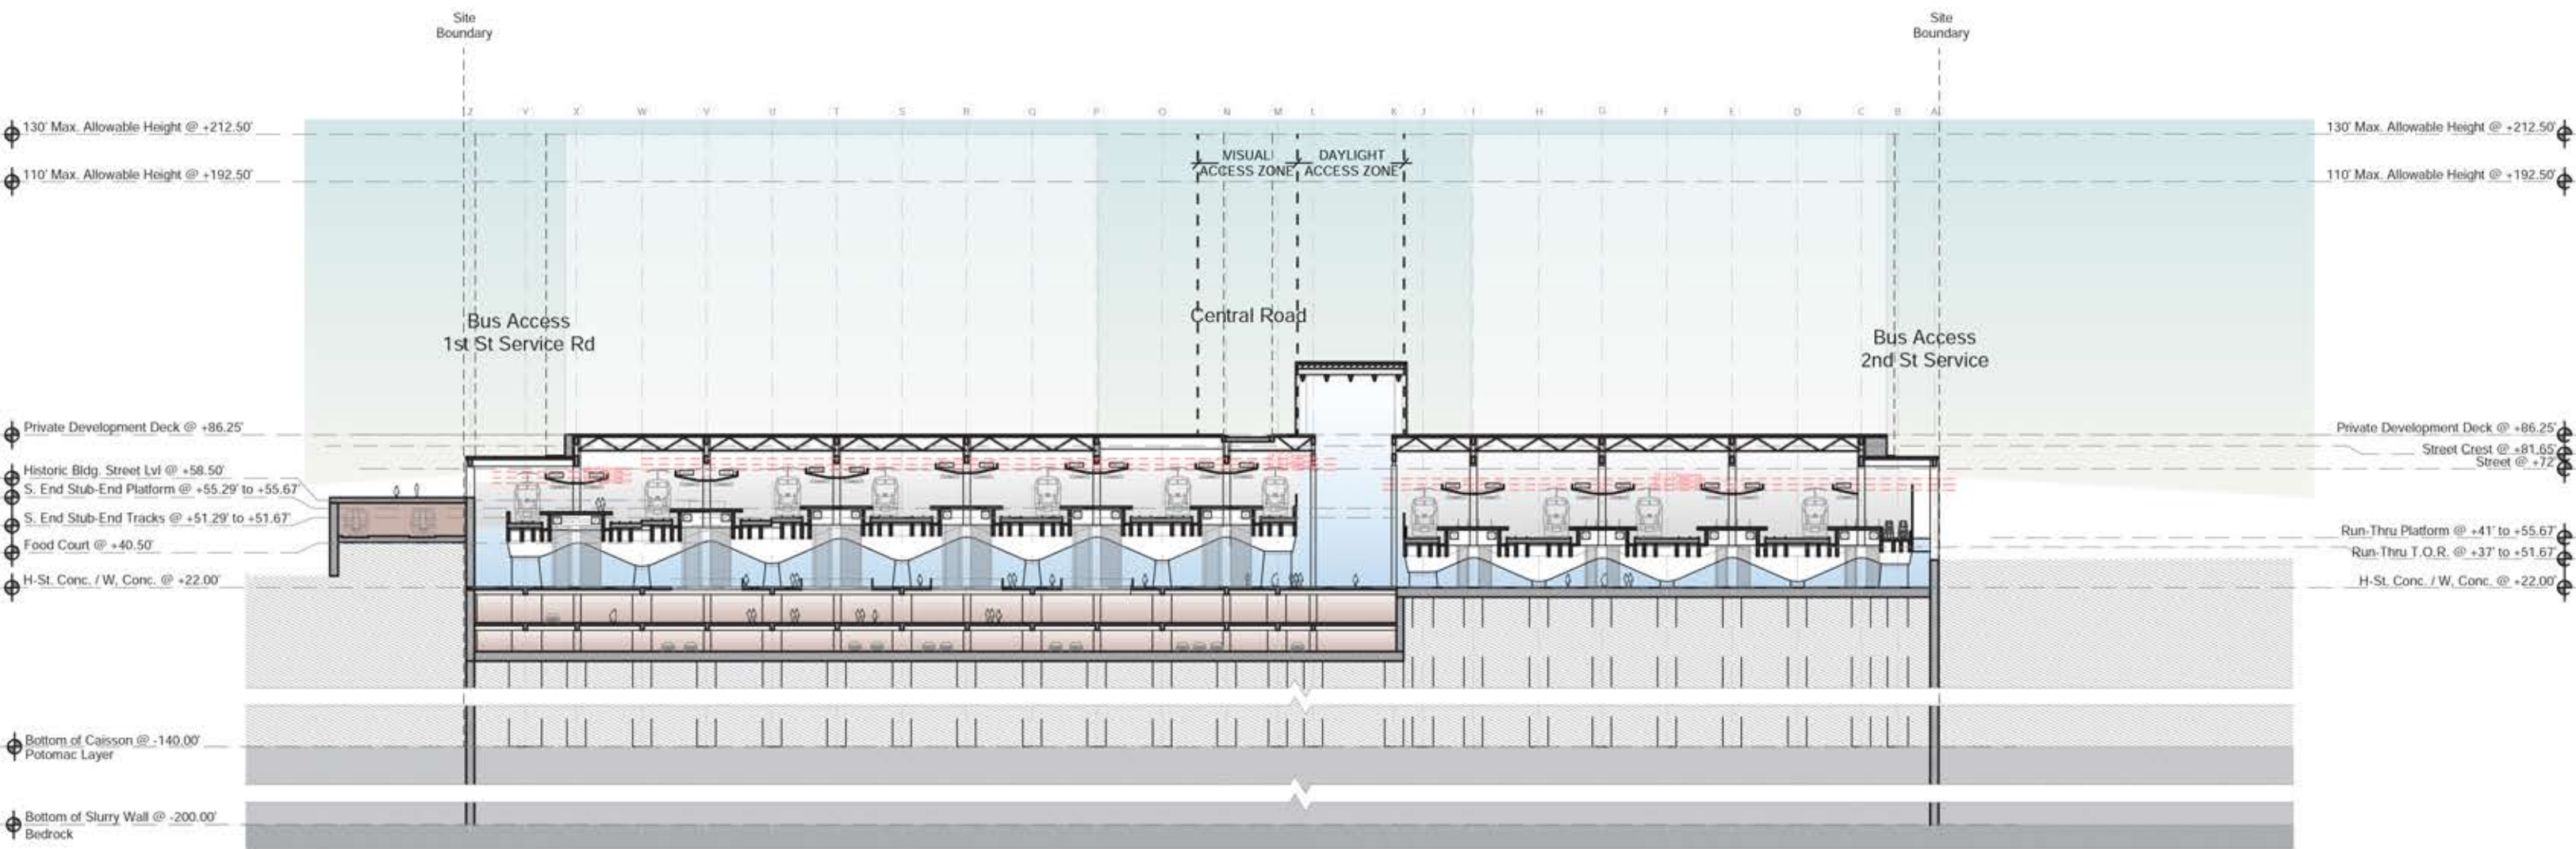 Site
Boundary
Site
Boundary
Z Y X W V U T S R Q P O N M L K J I H G F E D C B A
130' Max. Allowable Height @ +212.50'
130' Max. Allowable Height @ +212.50'
VISUAL
ACCESS ZONE
DAYLIGHT
ACCESS ZONE
110' Max. Allowable Height @ +192.50'
110' Max. Allowable Height @ +192.50'
Bus Access
1st St Service Rd
Central Road
Bus Access
2nd St Service
Private Development Deck @ +86.25'
Historic Bldg. Street Lvl @ +58.50'
S. End Stub-End Platform @ +55.29' to +55.67'
S. End Stub-End Tracks @ +51.29' to +51.67'
Food Court @ +40.50'
H-St. Conc. / W. Conc. @ +22.00'
Private Development Deck @ +86.25'
Street Crest @ +81.65'
Street @ +72'
Run-Thru Platform @ +41' to +55.67'
Run-Thru T.O.R. @ +37' to +51.67'
H-St. Conc. / W. Conc. @ +22.00'
Bottom of Caisson @ -140.00'
Potomac Layer
Bottom of Slurry Wall @ -200.00'
Bedrock